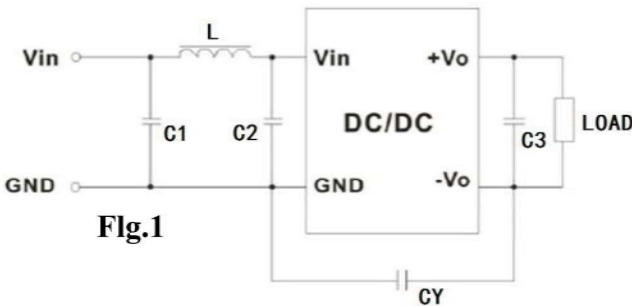 L
Vin
Vin
+Vo
C1
C2
DC/DC
C3
LOAD
GND
GND
-Vo
Flg.1
CY